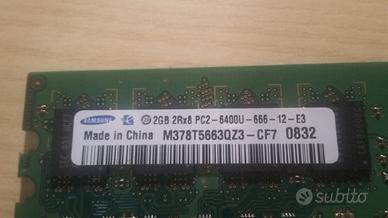 SAMSUNG 2GB 2Rx8 PC2-6400U-666-12-E3
Made in China M378T5663QZ3-CF7 0832
subito